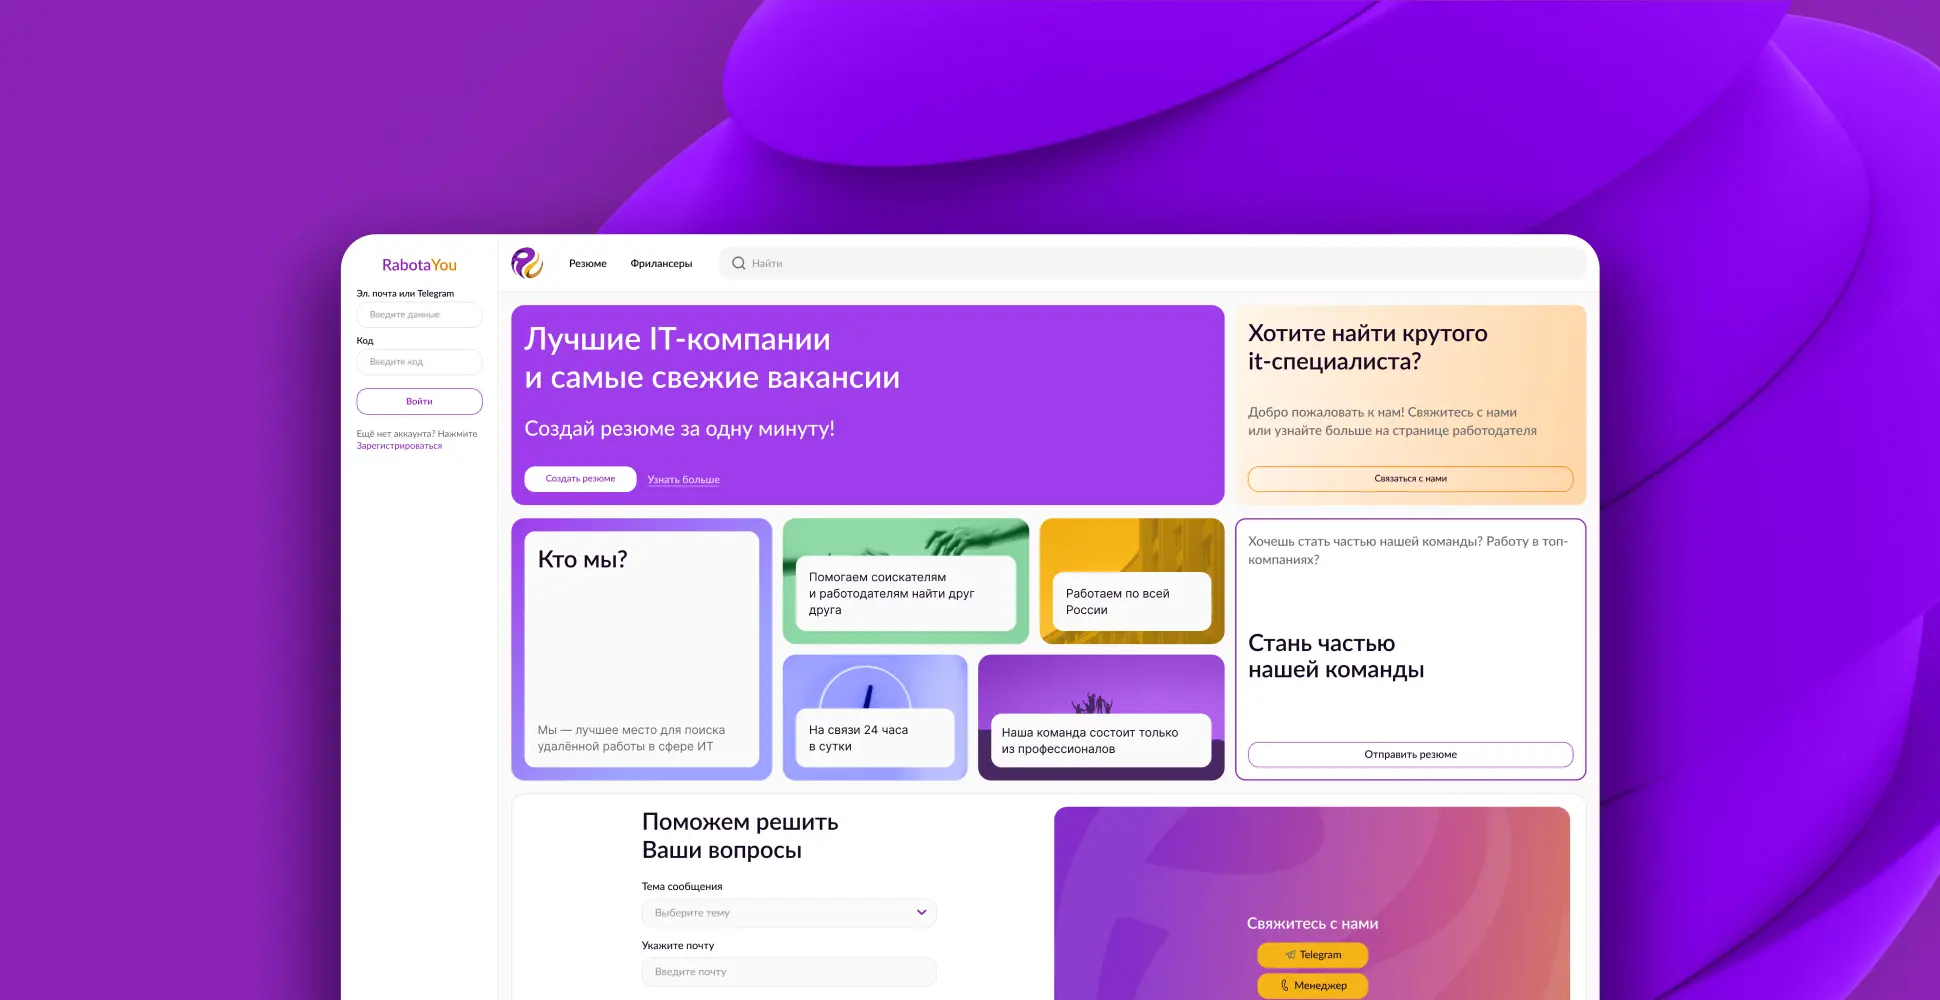 RabotaYou
Эл. почта или Telegram
Введите данные
Код
Введите код
Войти
Ещё нет аккаунта? Нажмите
Зарегистрироваться
Резюме
Фрилансеры
Найти
Лучшие IT-компании
и самые свежие вакансии
Создай резюме за одну минуту!
Создать резюме
Узнать больше
Хотите найти крутого
it-специалиста?
Добро пожаловать к нам! Свяжитесь с нами
или узнайте больше на странице работодателя
Связаться с нами
Кто мы?
Мы — лучшее место для поиска
удалённой работы в сфере ИТ
Помогаем соискателям
и работодателям найти друг
друга
Работаем по всей
России
На связи 24 часа
в сутки
Наша команда состоит только
из профессионалов
Хочешь стать частью нашей команды? Работу в топ-
компаниях?
Стань частью
нашей команды
Отправить резюме
Поможем решить
Ваши вопросы
Тема сообщения
Выберите тему
Укажите почту
Введите почту
Свяжитесь с нами
Telegram
Менеджер